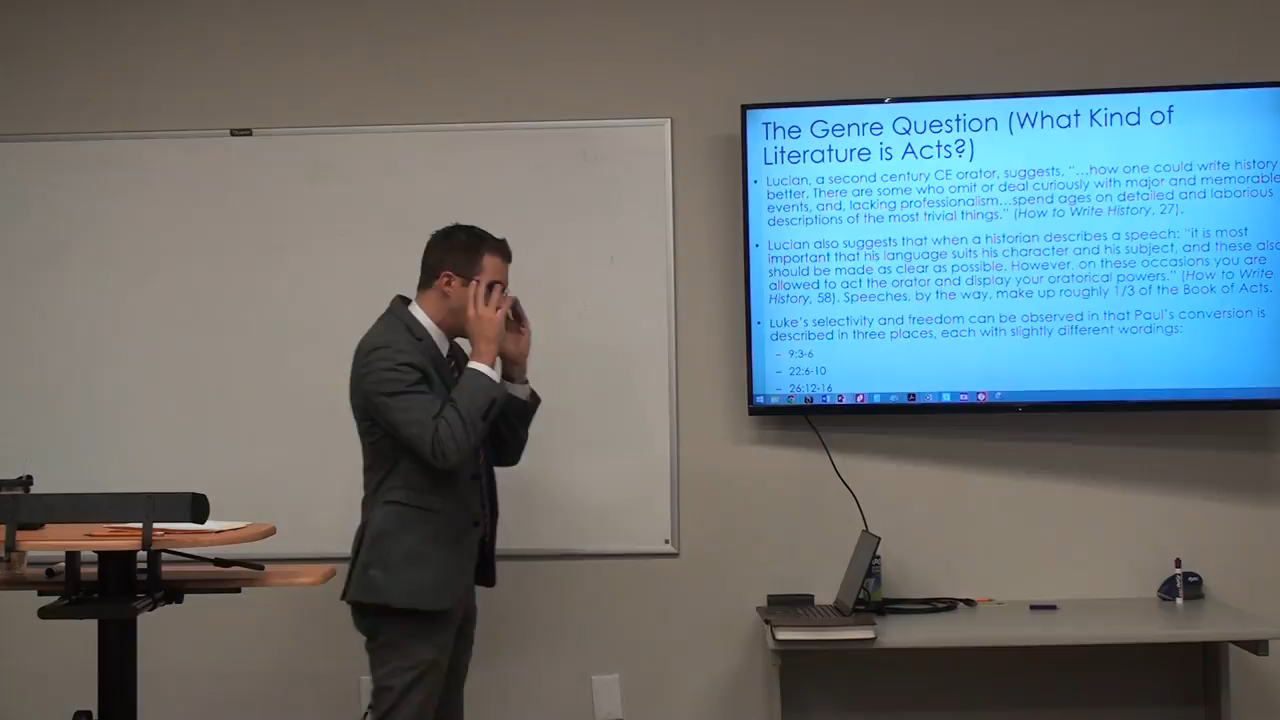 The Genre Question (What Kind of
Literature is Acts?)
• Lucian, a second century CE orator, suggests, “…how one could write history
better. There are some who omit or deal curiously with major and memorable
events, and, lacking professionalism…spend ages on detailed and laborious
descriptions of the most trivial things.” (How to Write History, 27).
• Lucian also suggests that when a historian describes a speech: “it is most
important that his language suits his character and his subject, and these also
should be made as clear as possible. However, on these occasions you are
allowed to act the orator and display your oratorical powers.” (How to Write
History, 58). Speeches, by the way, make up roughly 1/3 of the Book of Acts.
• Luke’s selectivity and freedom can be observed in that Paul’s conversion is
described in three places, each with slightly different wordings:
– 9:3-6
– 22:6-10
– 26:12-16